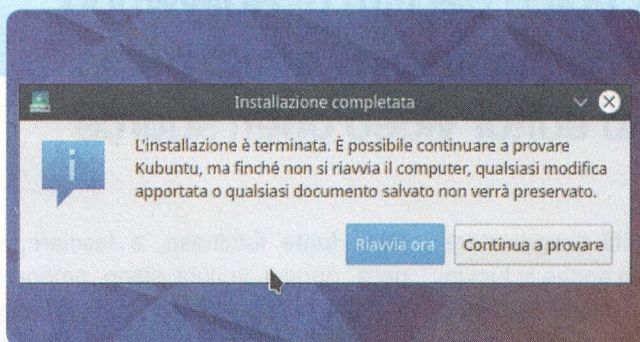 Installazione completata
L'installazione è terminata. È possibile continuare a provare
Kubuntu, ma finché non si riavvia il computer, qualsiasi modifica
apportata o qualsiasi documento salvato non verrà preservato.
Riavvia ora
Continua a provare